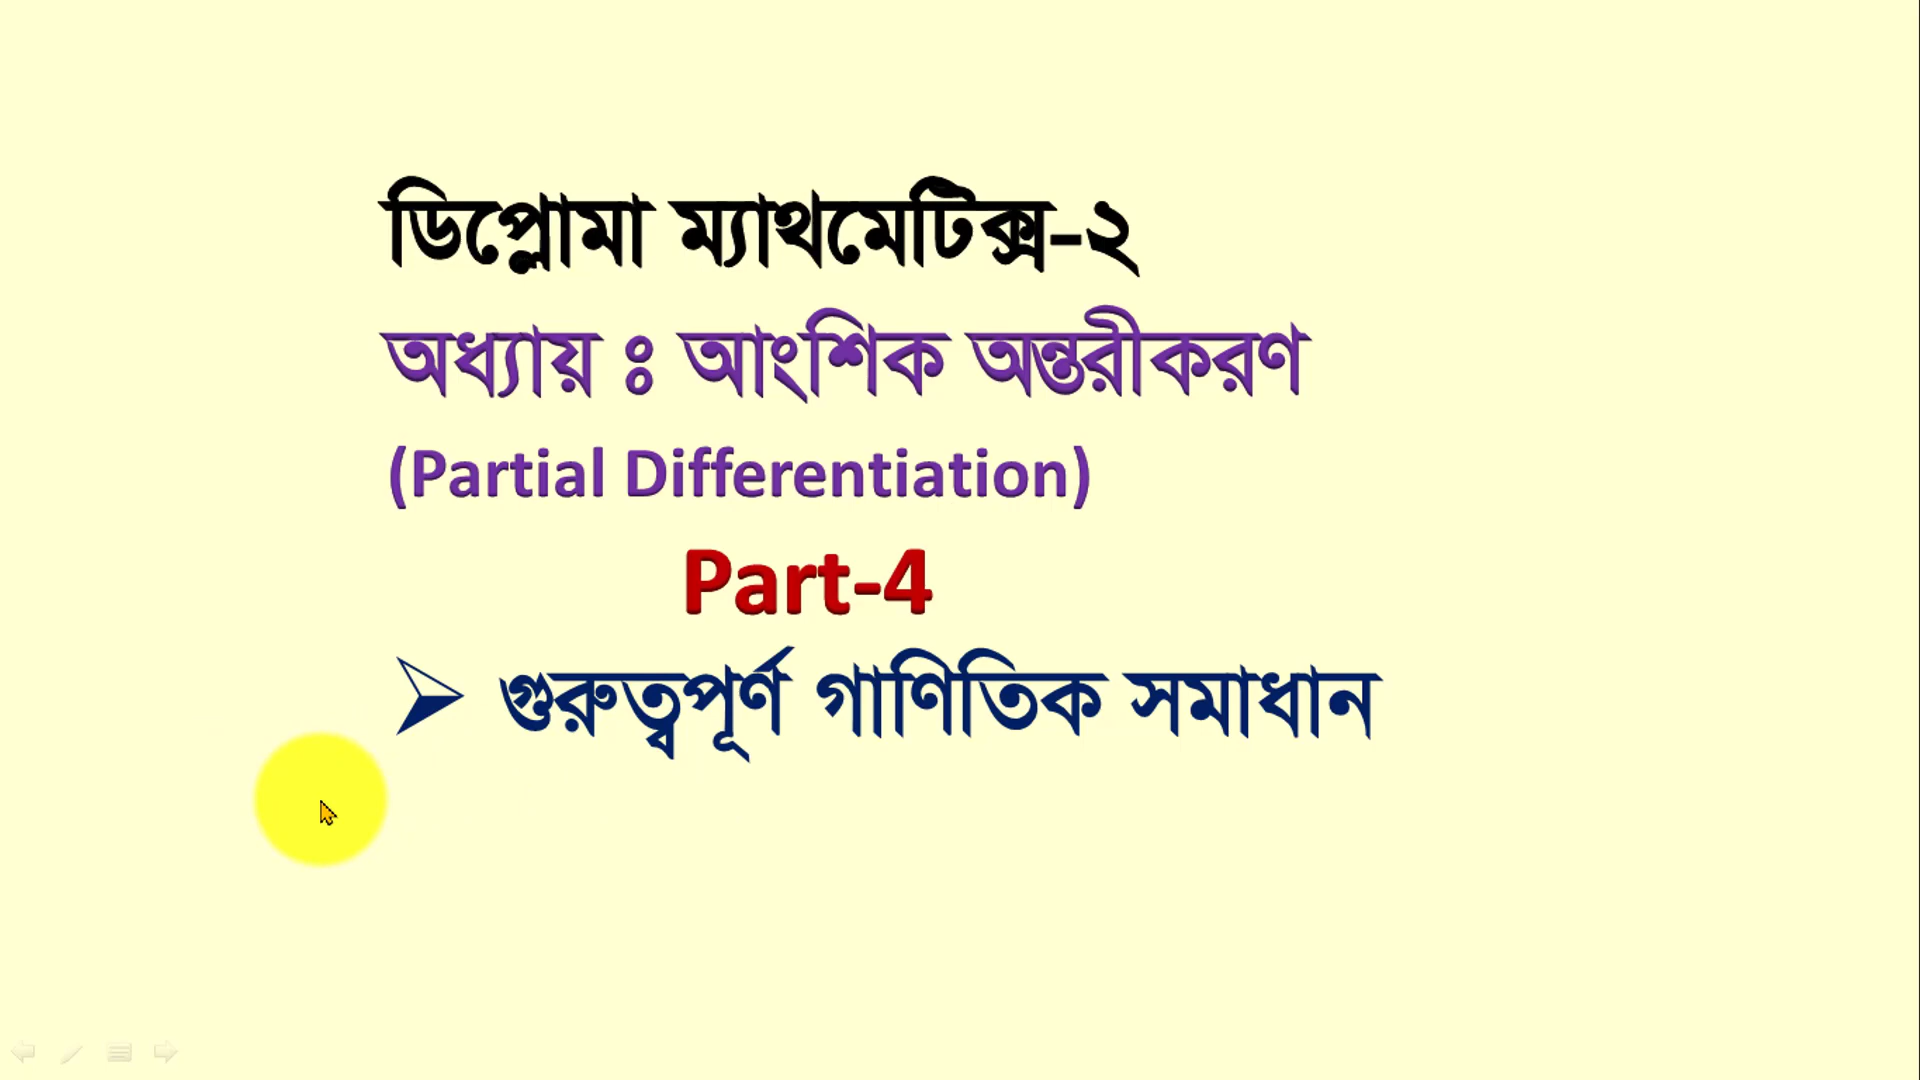 ডিপ্লোমা ম্যাথমেটিক্স-২
অধ্যায় ঃ আংশিক অন্তরীকরণ
(Partial Differentiation)
Part-4
➢ গুরুত্বপূর্ণ গাণিতিক সমাধান